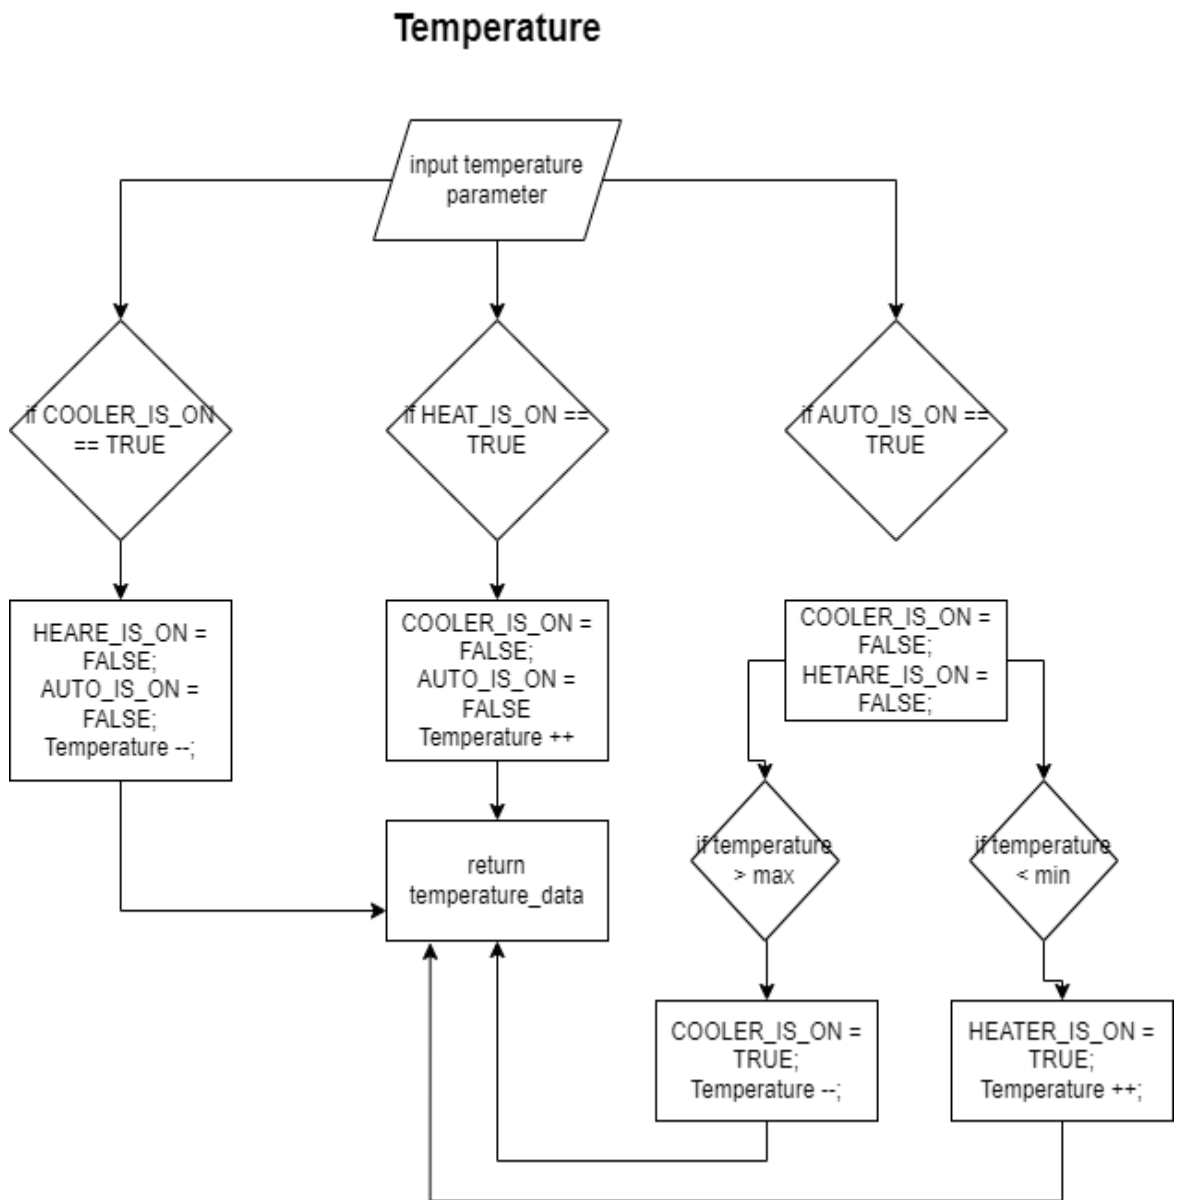 Temperature
input temperature
parameter
if COOLER_IS_ON
== TRUE
if HEAT_IS_ON ==
TRUE
if AUTO_IS_ON ==
TRUE
HEARE_IS_ON =
FALSE;
AUTO_IS_ON =
FALSE;
Temperature --;
COOLER_IS_ON =
FALSE;
AUTO_IS_ON =
FALSE
Temperature ++
COOLER_IS_ON =
FALSE;
HETARE_IS_ON =
FALSE;
return
temperature_data
if temperature
> max
if temperature
< min
COOLER_IS_ON =
TRUE;
Temperature --;
HEATER_IS_ON =
TRUE;
Temperature ++;